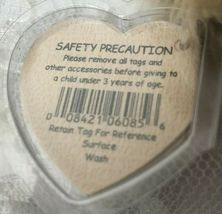 SAFETY PRECAUTION
Please remove all tags and
other accessories before giving to
a child under 3 years of age.
0 08421 06085 6
Retain Tag For Reference
Surface
Wash